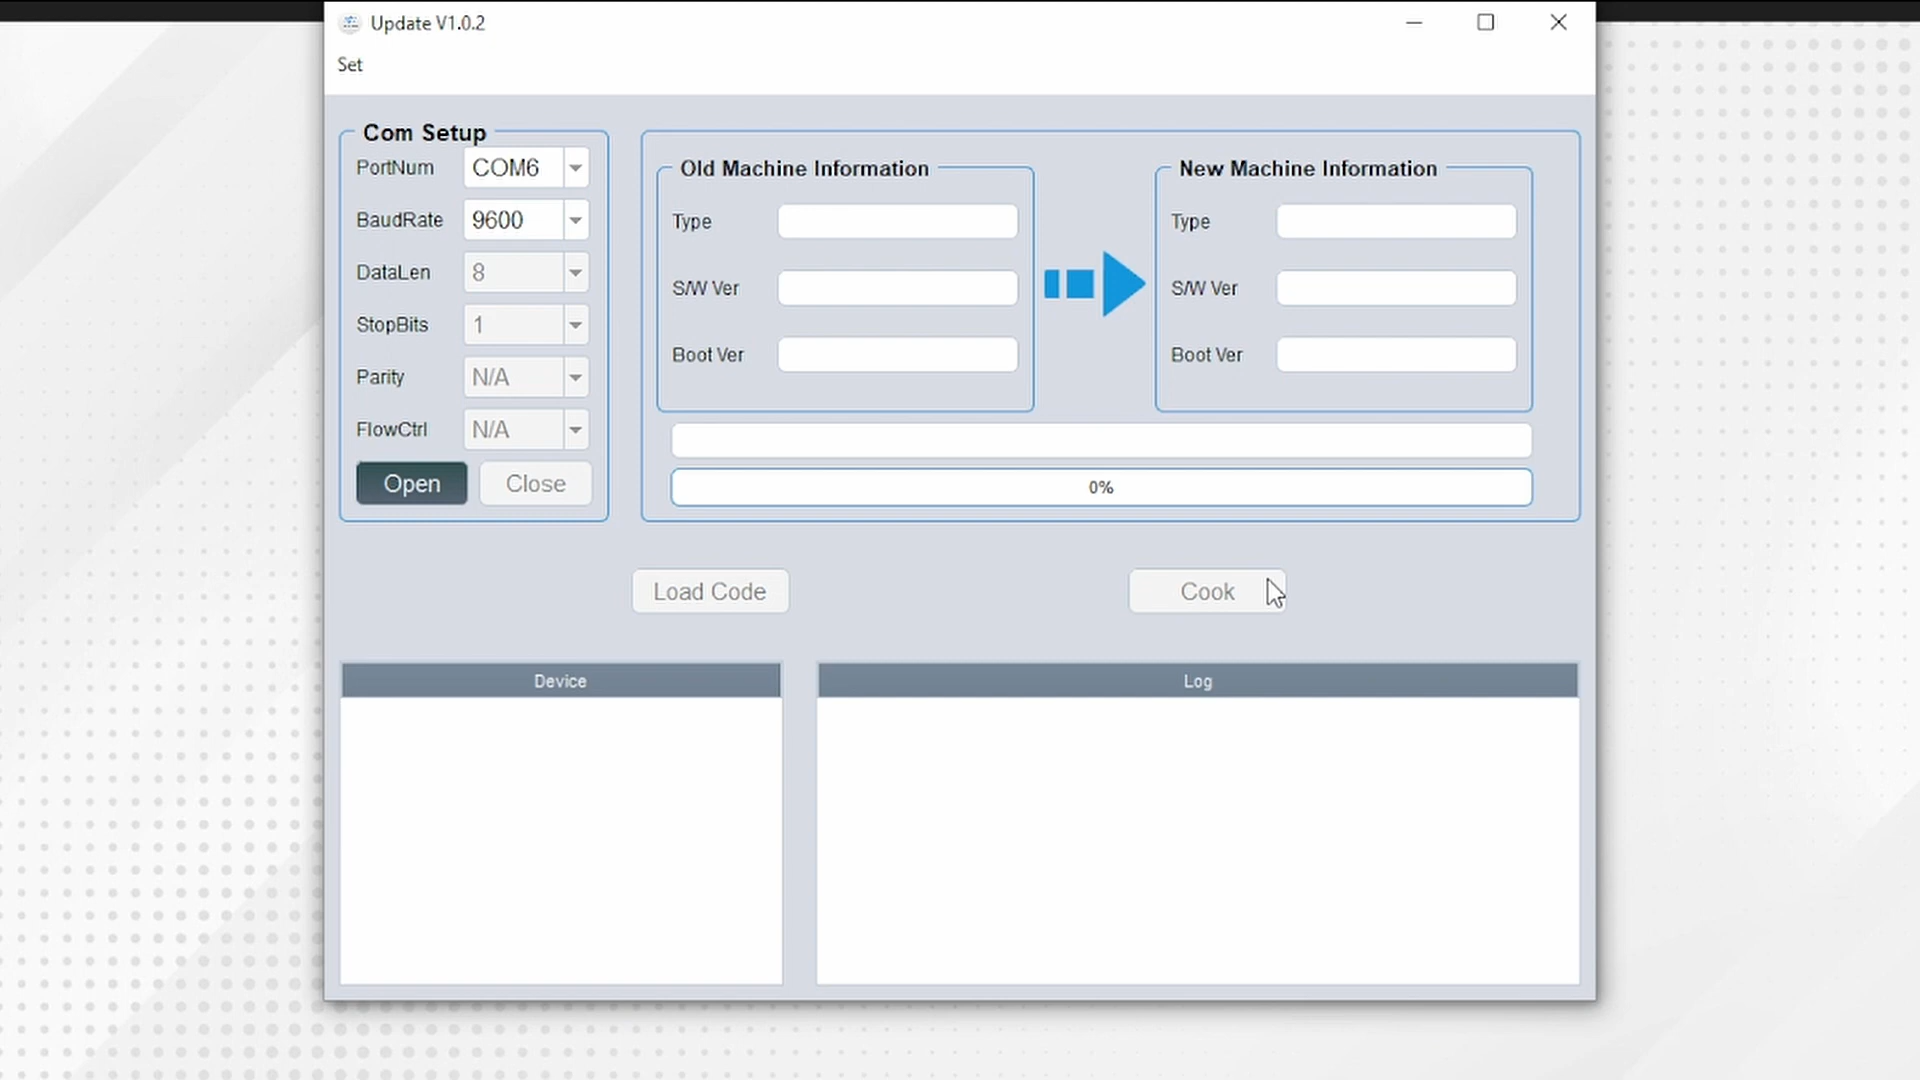 Update V1.0.2
Set
Com Setup
PortNum COM6
BaudRate 9600
DataLen 8
StopBits 1
Parity N/A
FlowCtrl N/A
Open Close
Old Machine Information
Type
S/W Ver
Boot Ver
New Machine Information
Type
S/W Ver
Boot Ver
0%
Load Code Cook
Device
Log